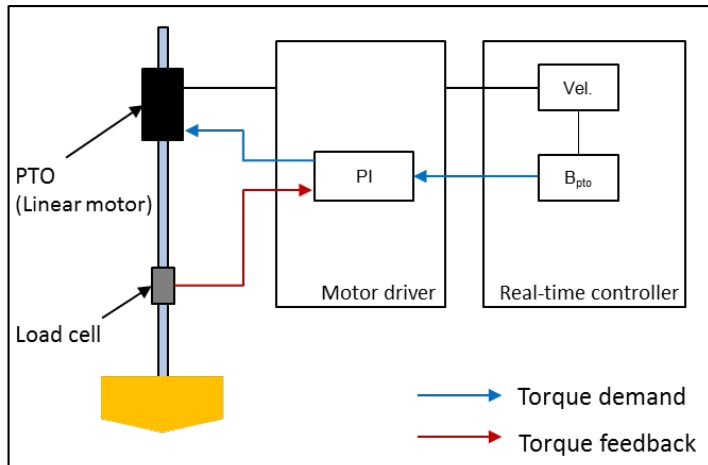 PTO
(Linear motor)
Load cell
PI
Motor driver
Vel.
Bpto
Real-time controller
Torque demand
Torque feedback